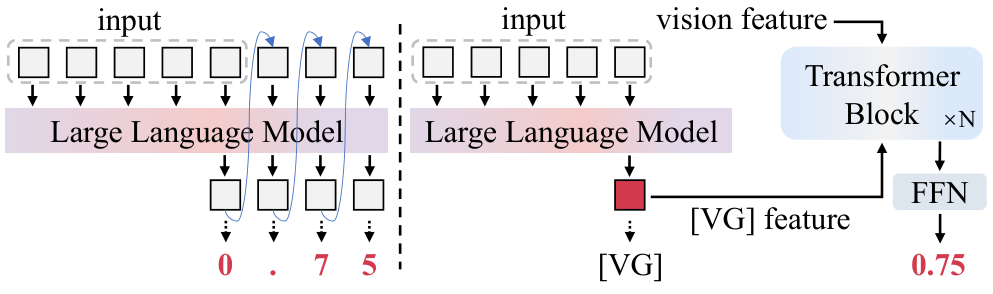 input
Large Language Model
0 . 7 5
input
Large Language Model
[VG]
vision feature
Transformer
Block ×N
[VG] feature
FFN
0.75